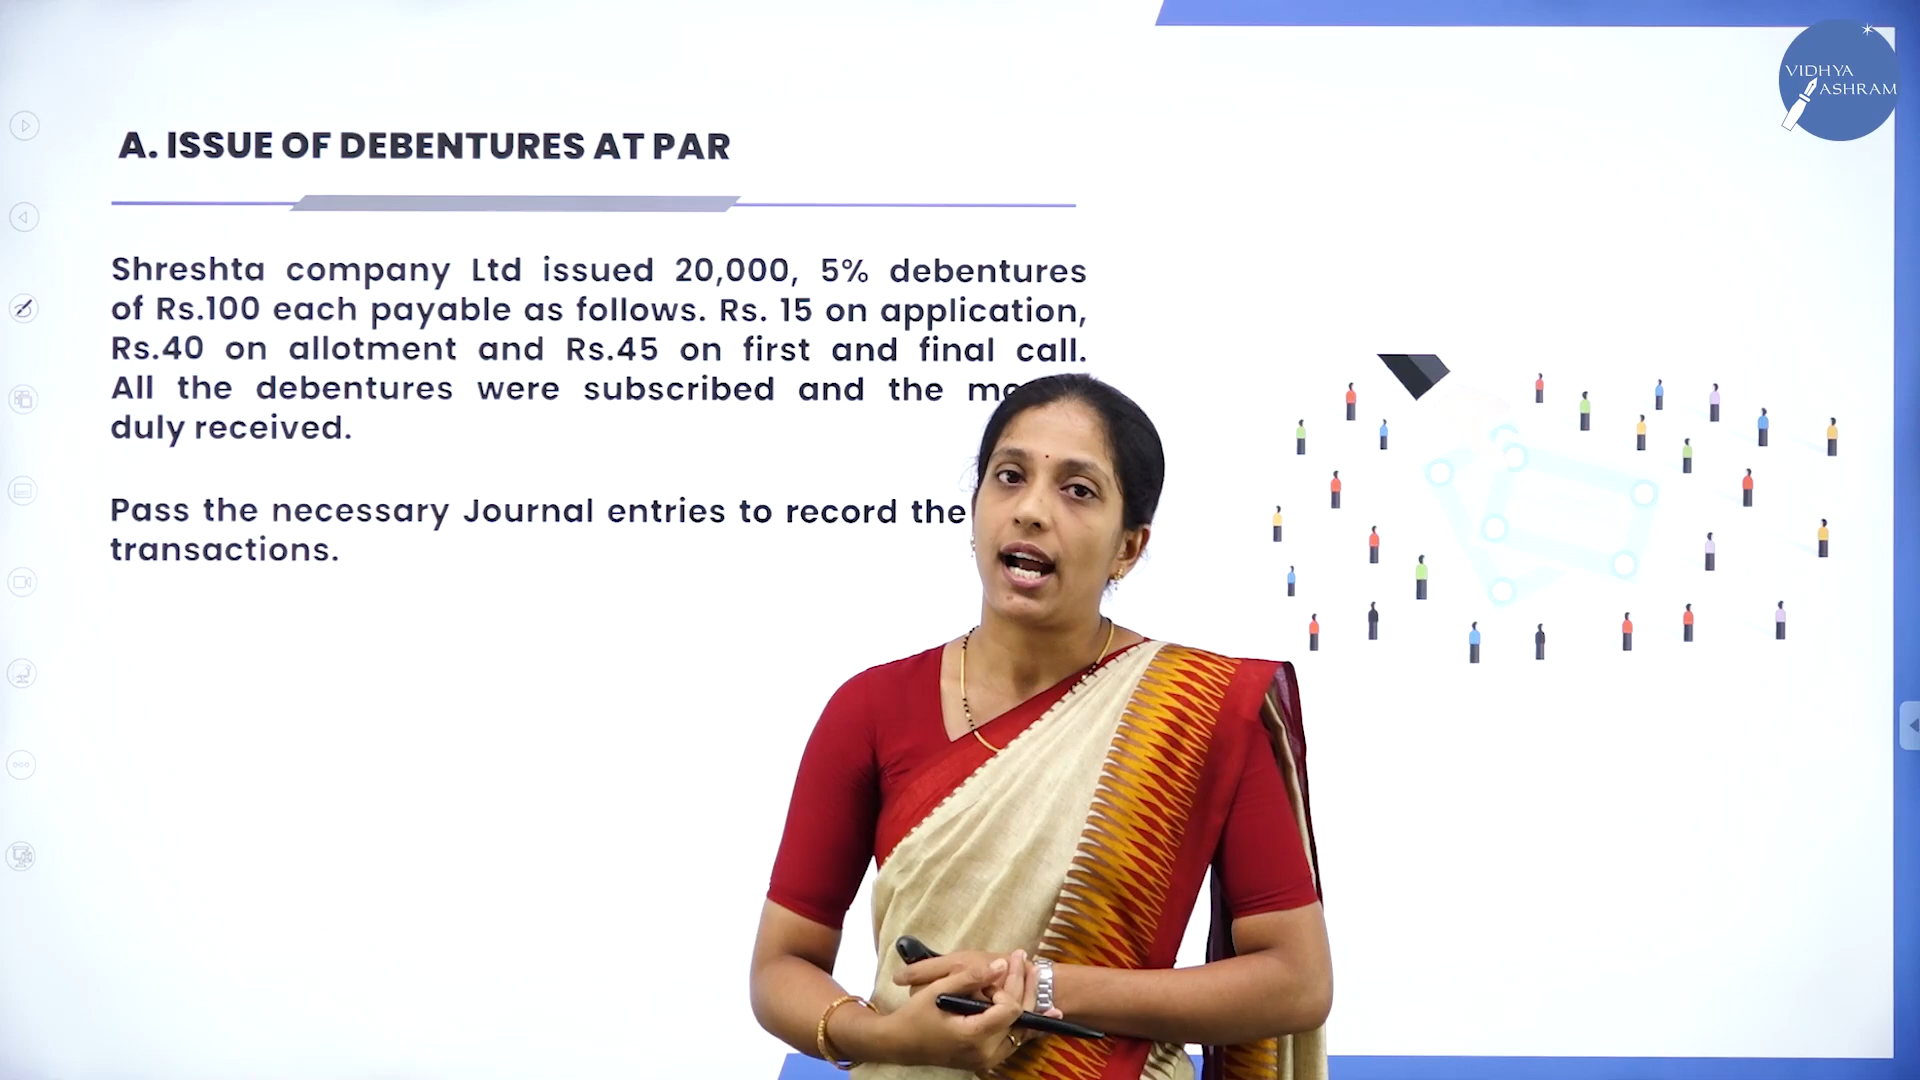 VIDHYA
ASHRAM
A. ISSUE OF DEBENTURES AT PAR
Shreshta company Ltd issued 20,000, 5% debentures
of Rs.100 each payable as follows. Rs. 15 on application,
Rs.40 on allotment and Rs.45 on first and final call.
All the debentures were subscribed and the
duly received.
Pass the necessary Journal entries to record the
transactions.